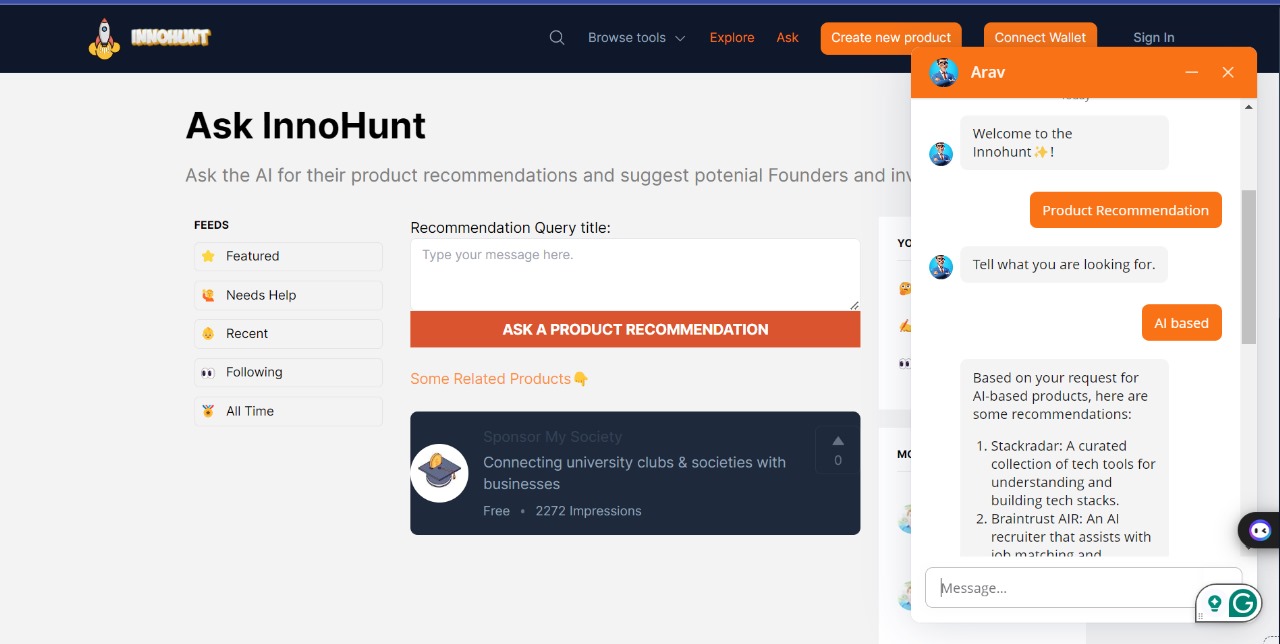 INNOHUNT
Browse tools
Explore
Ask
Create new product
Connect Wallet
Sign In
Ask InnoHunt
Ask the AI for their product recommendations and suggest potenial Founders and inv
FEEDS
Featured
Needs Help
Recent
Following
All Time
Recommendation Query title:
Type your message here.
ASK A PRODUCT RECOMMENDATION
Some Related Products👇
Sponsor My Society
Connecting university clubs & societies with
businesses
Free • 2272 Impressions
0
YO
MO
Arav
Today
Welcome to the
Innohunt✨!
Product Recommendation
Tell what you are looking for.
AI based
Based on your request for
AI-based products, here are
some recommendations:
1. Stackradar: A curated
collection of tech tools for
understanding and
building tech stacks.
2. Braintrust AIR: An AI
recruiter that assists with
job matching and
Message...